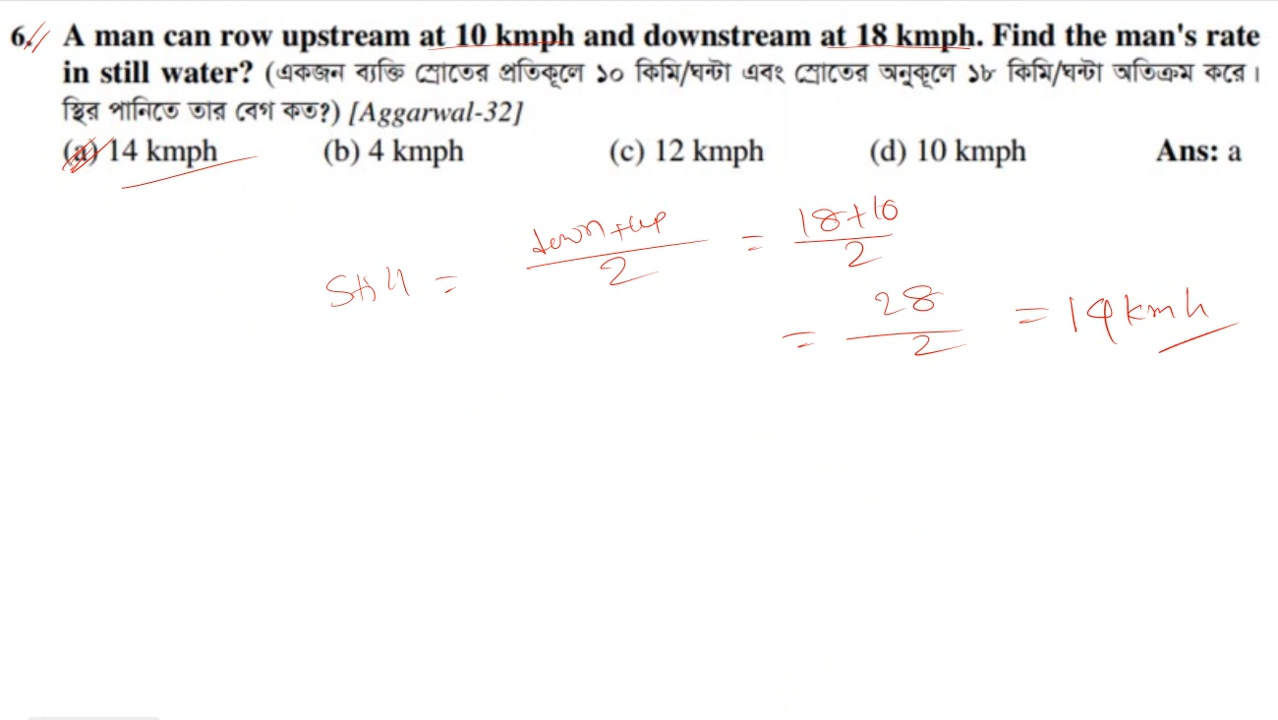 6. A man can row upstream at 10 kmph and downstream at 18 kmph. Find the man's rate
in still water? (একজন ব্যক্তি স্রোতের প্রতিকূলে ১০ কিমি/ঘন্টা এবং স্রোতের অনুকূলে ১৮ কিমি/ঘন্টা অতিক্রম করে।
স্থির পানিতে তার বেগ কত?) [Aggarwal-32]
(a) 14 kmph (b) 4 kmph (c) 12 kmph (d) 10 kmph Ans: a
Still = down+up / 2 = 18+10 / 2
= 28 / 2 = 14 kmh